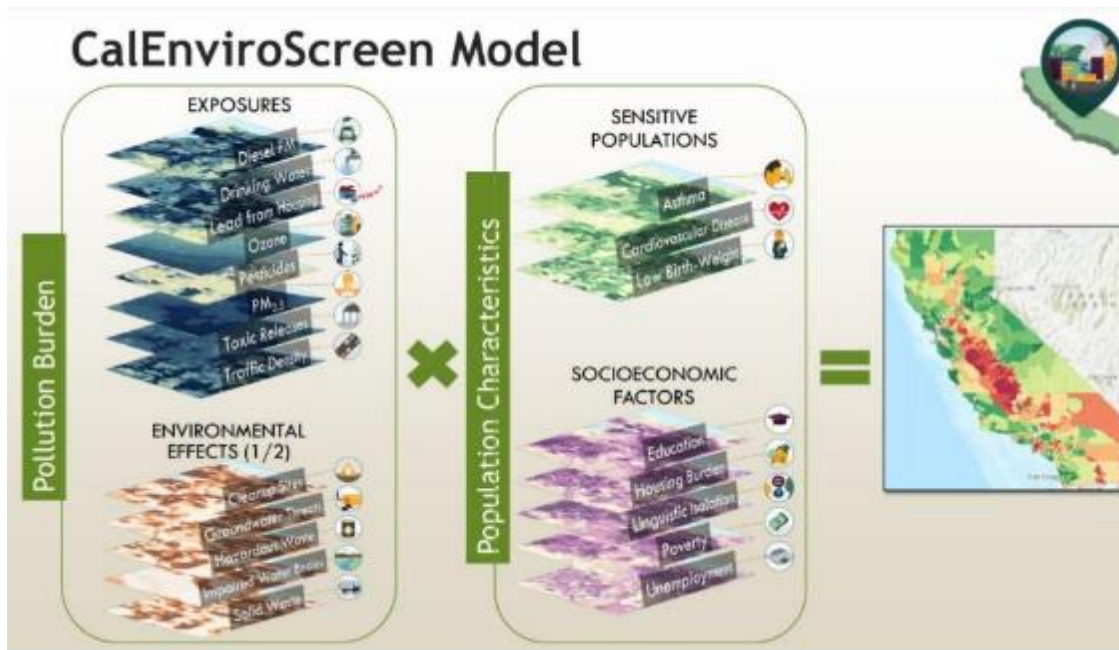 CalEnviroScreen Model
Pollution Burden
EXPOSURES
Diesel PM
Drinking Water
Lead from Housing
Ozone
Pesticides
PM2.5
Toxic Releases
Traffic Density
ENVIRONMENTAL
EFFECTS (1/2)
Cleanup Sites
Groundwater Threats
Hazardous Waste
Impaired Water Bodies
Solid Waste
Population Characteristics
SENSITIVE
POPULATIONS
Asthma
Cardiovascular Disease
Low Birth-Weight
SOCIOECONOMIC
FACTORS
Education
Housing Burden
Linguistic Isolation
Poverty
Unemployment